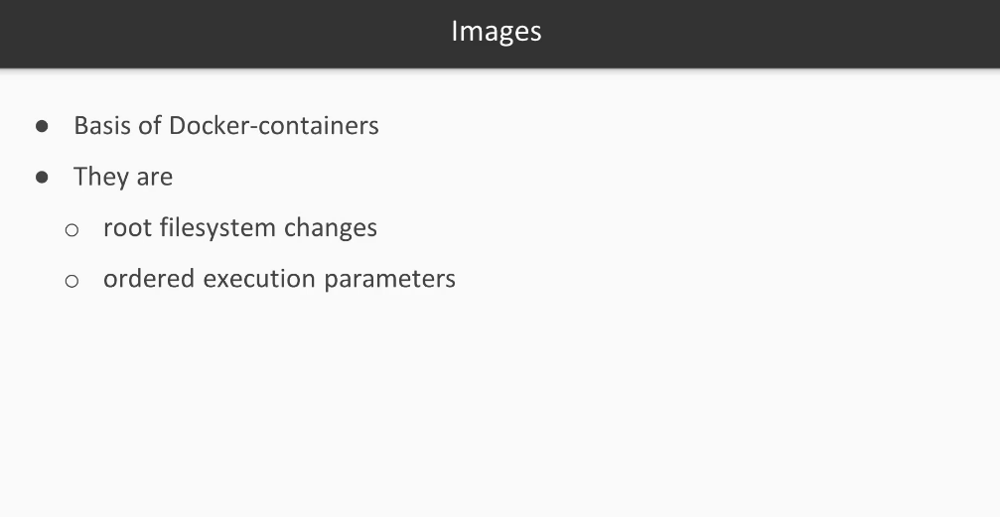 Images
● Basis of Docker-containers
● They are
○ root filesystem changes
○ ordered execution parameters